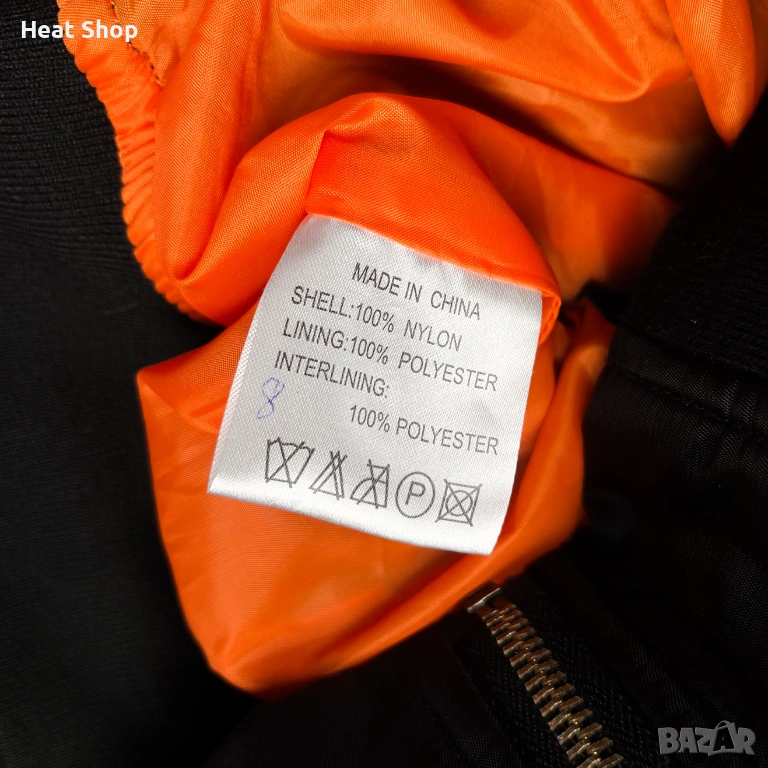 Heat Shop
MADE IN CHINA
SHELL:100% NYLON
LINING:100% POLYESTER
INTERLINING:
100% POLYESTER
8
P
BAZAR